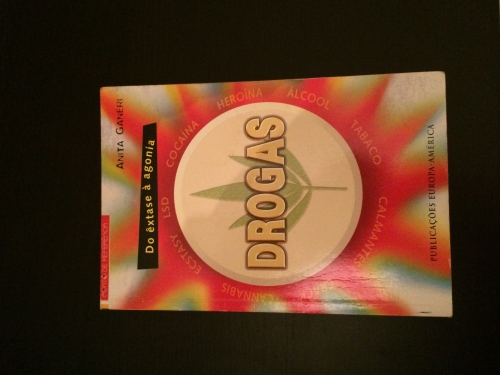 ANITA GANERI
Do êxtase à agonia
DROGAS
CANNABIS
ECSTASY
LSD
COCAÍNA
HEROÍNA
ÁLCOOL
TABACO
CALMANTES
PUBLICAÇÕES EUROPA-AMÉRICA